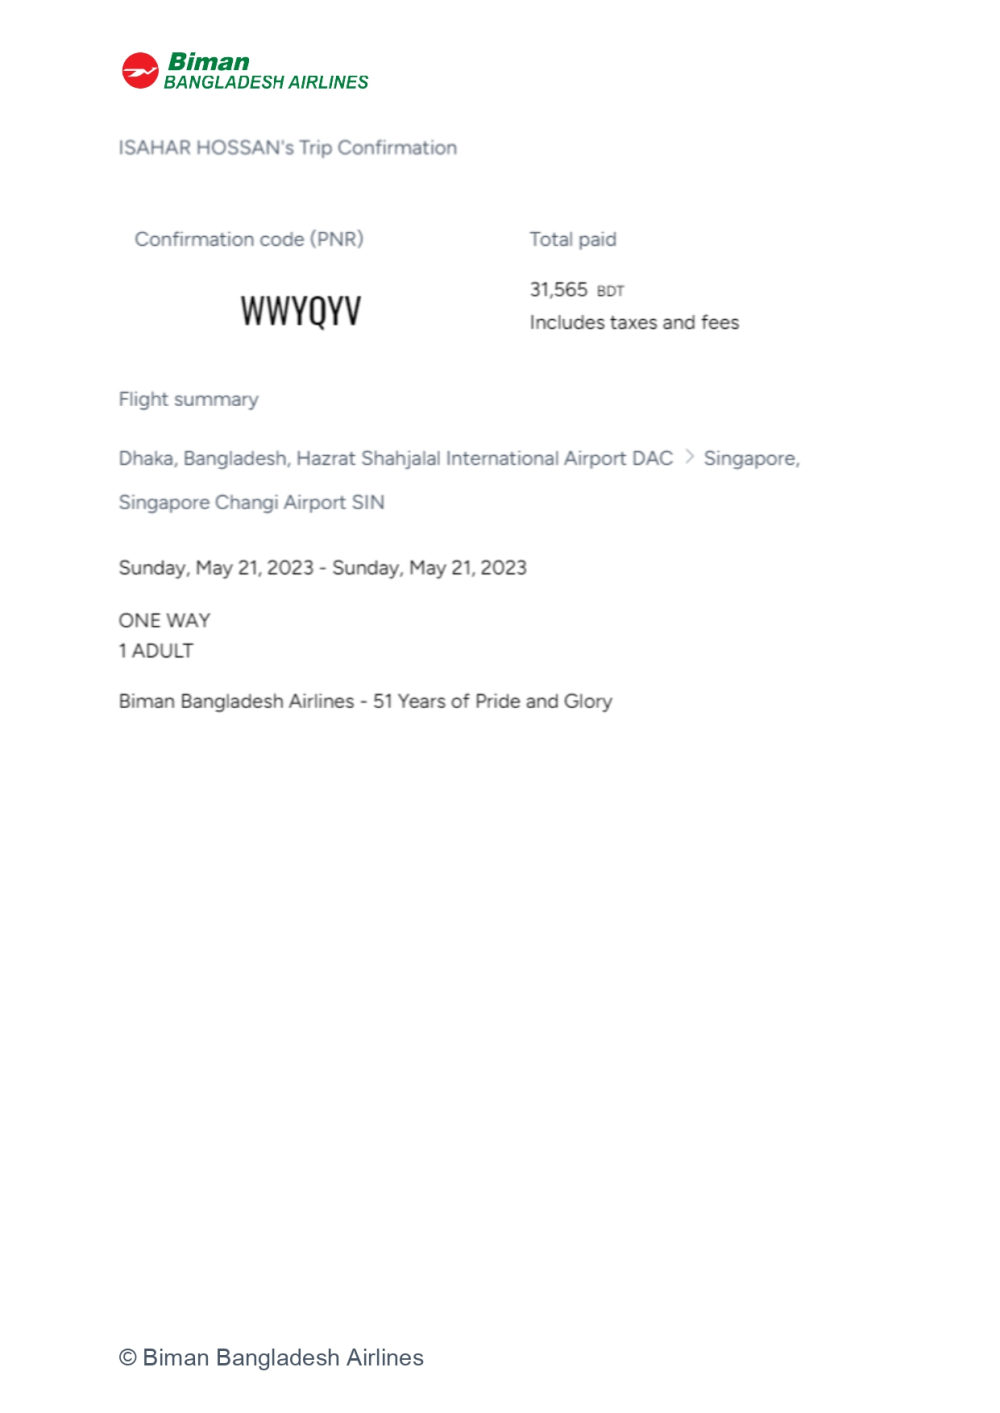 Biman
BANGLADESH AIRLINES
ISAHAR HOSSAN's Trip Confirmation
Confirmation code (PNR)
WWYQYV
Total paid
31,565 BDT
Includes taxes and fees
Flight summary
Dhaka, Bangladesh, Hazrat Shahjalal International Airport DAC > Singapore,
Singapore Changi Airport SIN
Sunday, May 21, 2023 - Sunday, May 21, 2023
ONE WAY
1 ADULT
Biman Bangladesh Airlines - 51 Years of Pride and Glory
© Biman Bangladesh Airlines